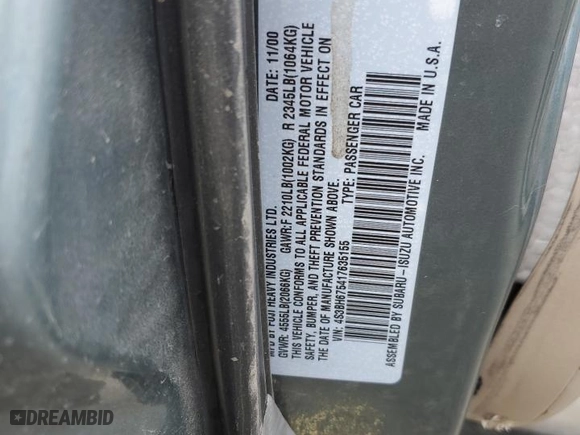 MFD BY FUJI HEAVY INDUSTRIES LTD. DATE: 11/00
GVWR: 4555LB(2066KG) GAWR:F 2210LB(1002KG) R 2345LB(1064KG)
THIS VEHICLE CONFORMS TO ALL APPLICABLE FEDERAL MOTOR VEHICLE
SAFETY, BUMPER, AND THEFT PREVENTION STANDARDS IN EFFECT ON
THE DATE OF MANUFACTURE SHOWN ABOVE.
VIN: 4S3BH675417635155 TYPE: PASSENGER CAR
ASSEMBLED BY SUBARU-ISUZU AUTOMOTIVE INC. MADE IN U.S.A.
DREAMBID